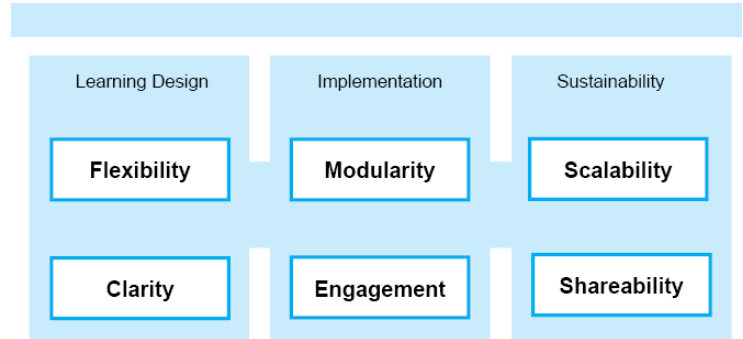 Learning Design
Implementation
Sustainability
Flexibility
Modularity
Scalability
Clarity
Engagement
Shareability